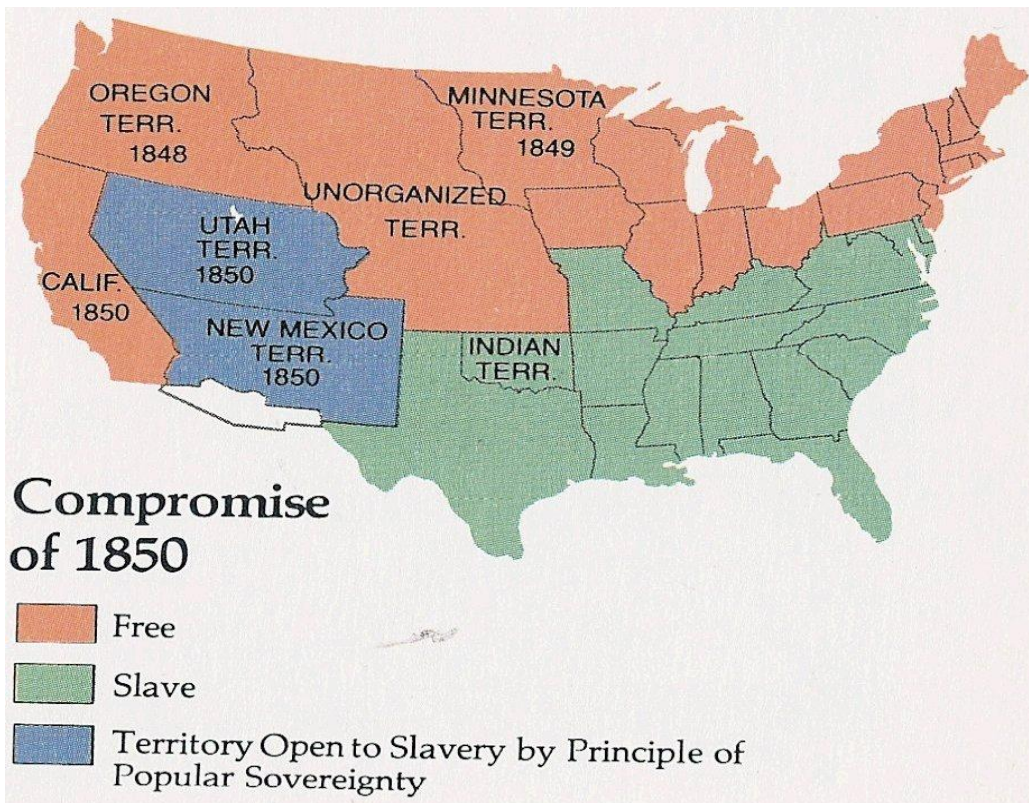 OREGON
TERR.
1848
MINNESOTA
TERR.
1849
UNORGANIZED
TERR.
UTAH
TERR.
1850
CALIF.
1850
NEW MEXICO
TERR.
1850
INDIAN
TERR.
Compromise
of 1850
Free
Slave
Territory Open to Slavery by Principle of
Popular Sovereignty